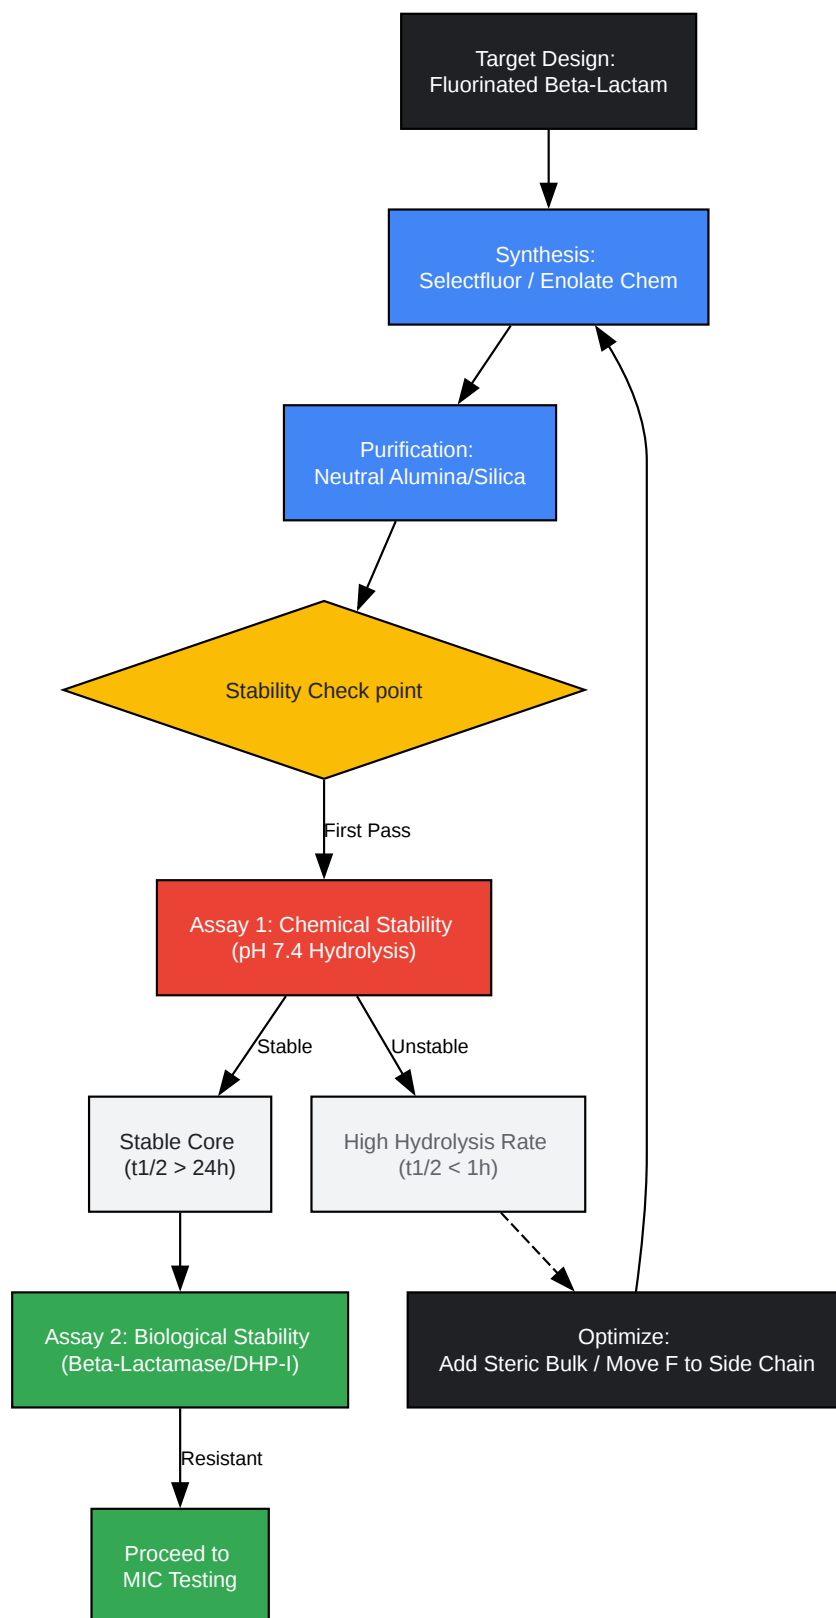 Target Design:
Fluorinated Beta-Lactam
Synthesis:
Selectfluor / Enolate Chem
Purification:
Neutral Alumina/Silica
Stability Check point
First Pass
Assay 1: Chemical Stability
(pH 7.4 Hydrolysis)
Stable
Unstable
Stable Core
(t1/2 > 24h)
High Hydrolysis Rate
(t1/2 < 1h)
Assay 2: Biological Stability
(Beta-Lactamase/DHP-I)
Optimize:
Add Steric Bulk / Move F to Side Chain
Resistant
Proceed to
MIC Testing